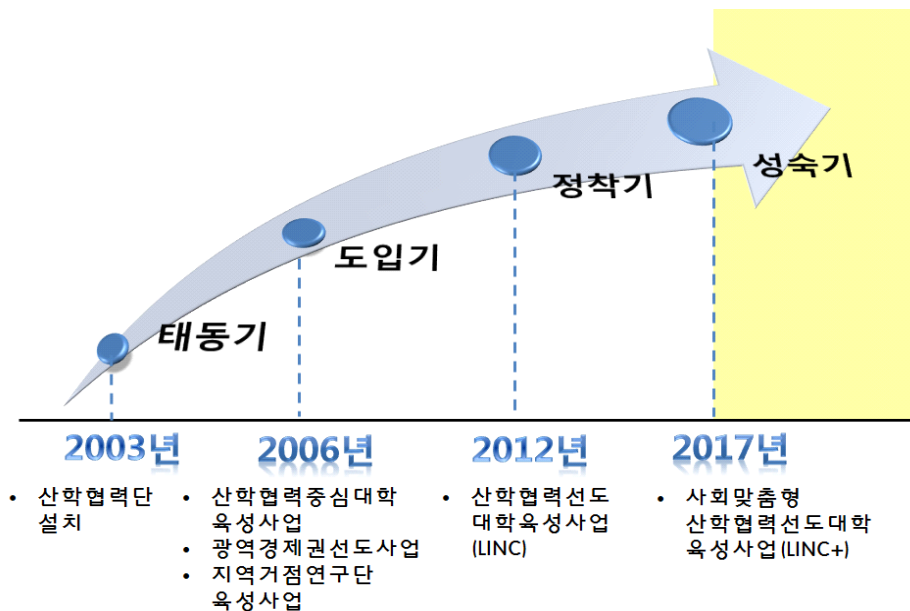 태동기
도입기
정착기
성숙기
2003년
• 산학협력단
설치
2006년
• 산학협력중심대학
육성사업
• 광역경제권선도사업
• 지역거점연구단
육성사업
2012년
• 산학협력선도
대학육성사업
(LINC)
2017년
• 사회맞춤형
산학협력선도대학
육성사업(LINC+)